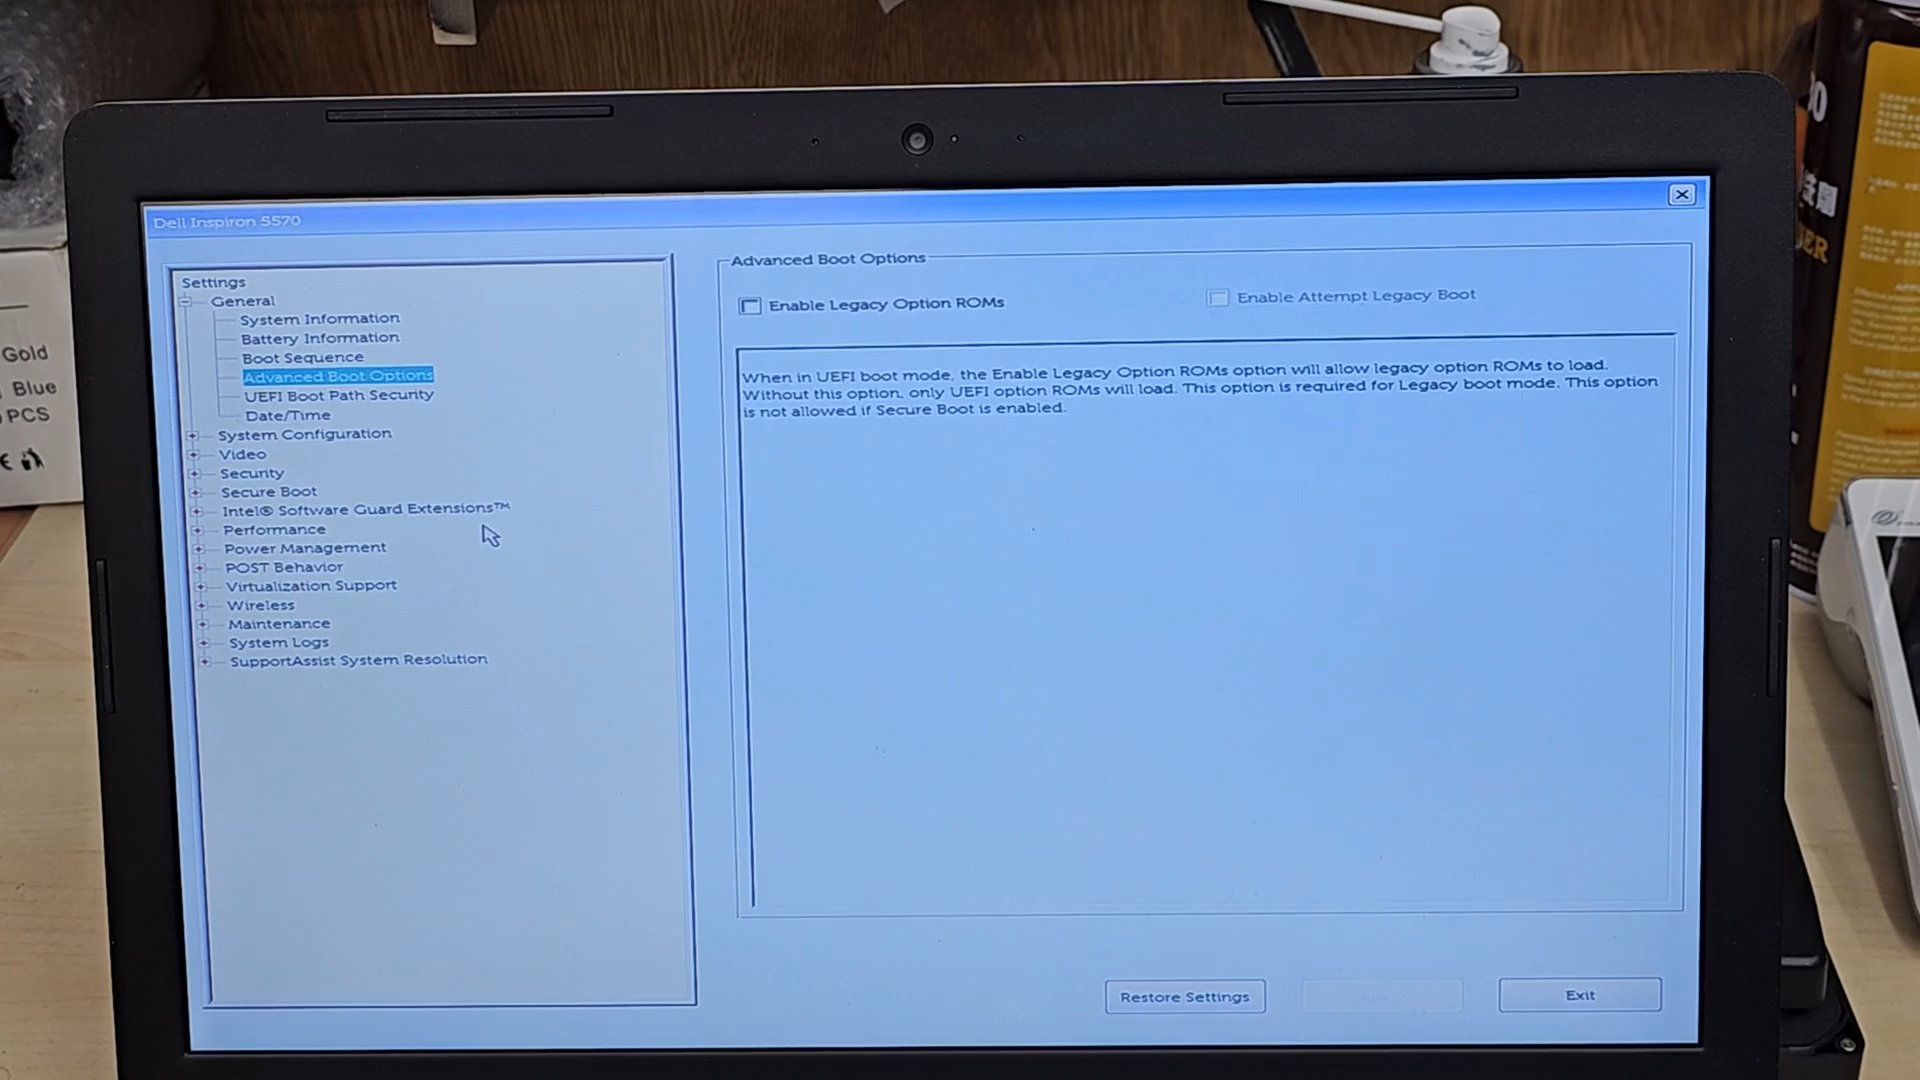 Dell Inspiron 5570
Settings
General
System Information
Battery Information
Boot Sequence
Advanced Boot Options
UEFI Boot Path Security
Date/Time
System Configuration
Video
Security
Secure Boot
Intel® Software Guard Extensions™
Performance
Power Management
POST Behavior
Virtualization Support
Wireless
Maintenance
System Logs
SupportAssist System Resolution
Advanced Boot Options
Enable Legacy Option ROMs
Enable Attempt Legacy Boot
When in UEFI boot mode, the Enable Legacy Option ROMs option will allow legacy option ROMs to load.
Without this option, only UEFI option ROMs will load. This option is required for Legacy boot mode. This option
is not allowed if Secure Boot is enabled.
Restore Settings
Exit
Gold
Blue
PCS